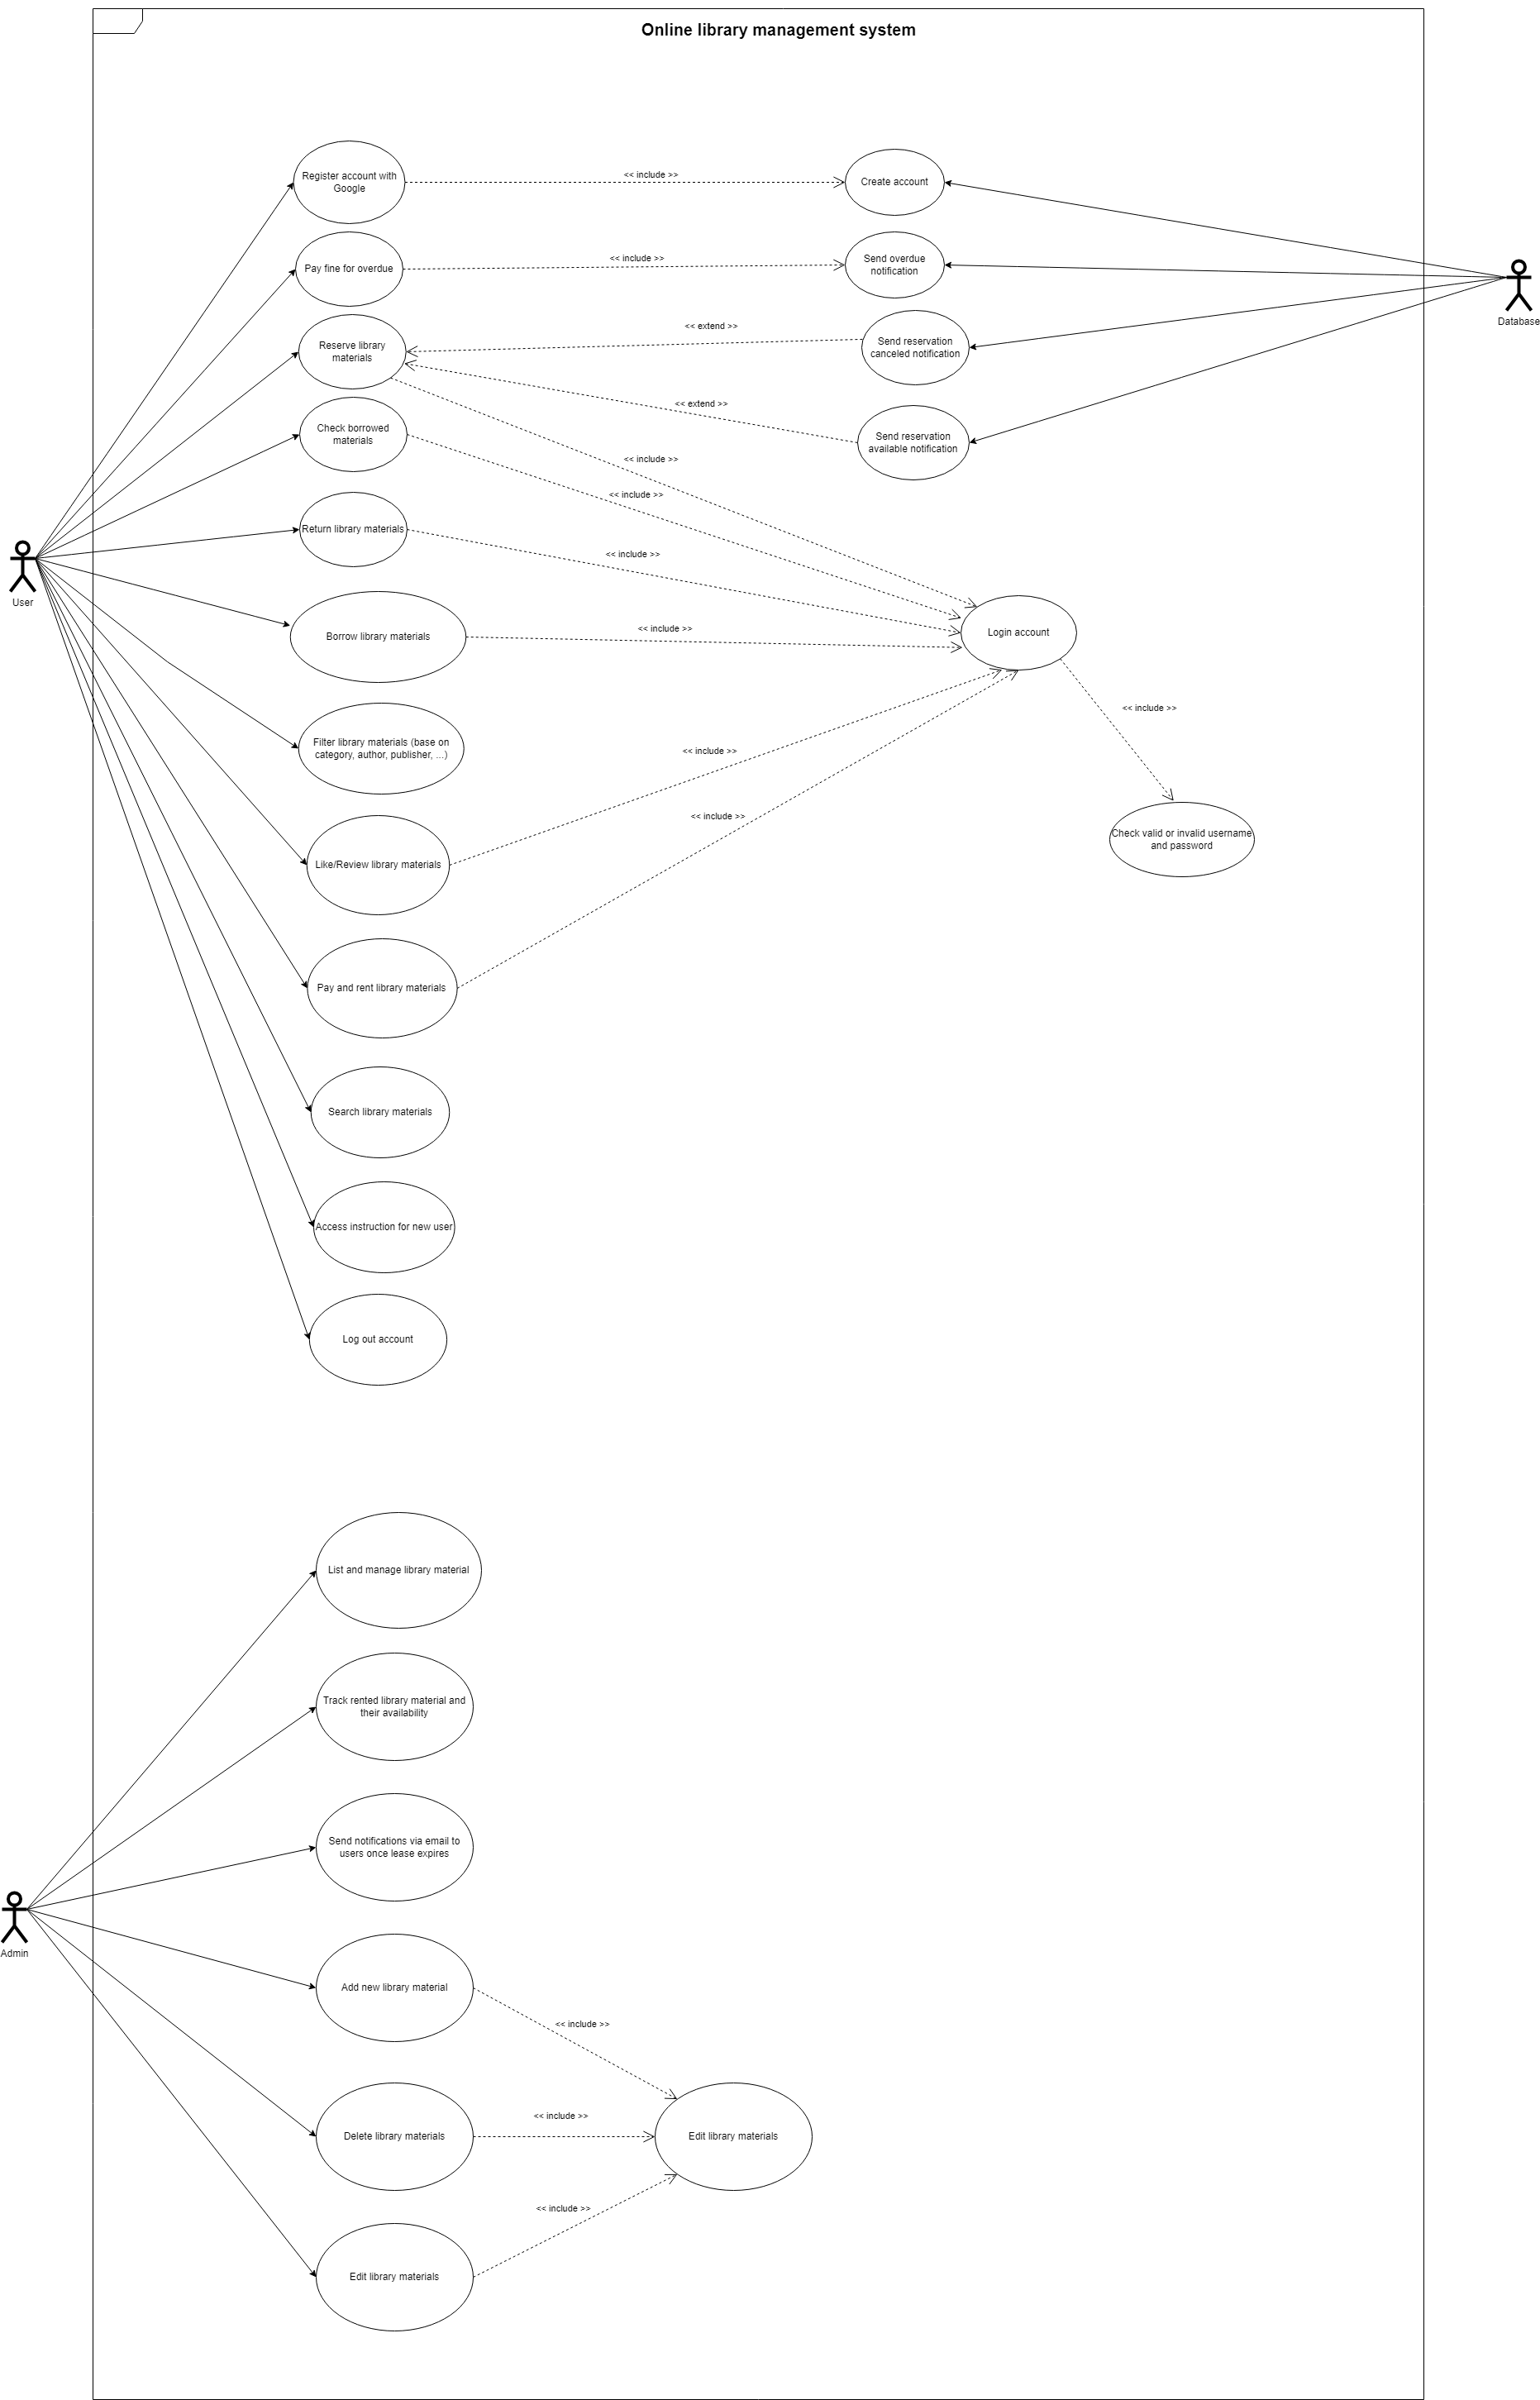 Online library management system
Register account with
Google
<< include >>
Create account
Pay fine for overdue
<< include >>
Send overdue
notification
Database
Reserve library
materials
<< extend >>
Send reservation
canceled notification
<< extend >>
Check borrowed
materials
Send reservation
available notification
<< include >>
<< include >>
Return library materials
<< include >>
User
Borrow library materials
<< include >>
Login account
<< include >>
Filter library materials (base on
category, author, publisher, ...)
<< include >>
<< include >>
Check valid or invalid username
and password
Like/Review library materials
Pay and rent library materials
Search library materials
Access instruction for new user
Log out account
List and manage library material
Track rented library material and
their availability
Send notifications via email to
users once lease expires
Admin
Add new library material
<< include >>
<< include >>
Delete library materials
Edit library materials
<< include >>
Edit library materials